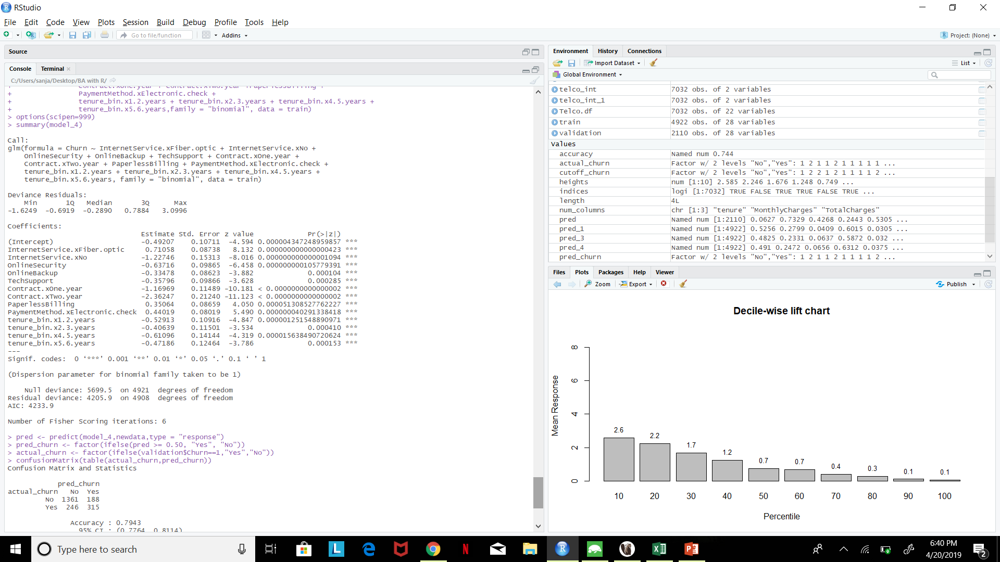 RStudio
File Edit Code View Plots Session Build Debug Profile Tools Help
Go to file/function Addins Project: (None)
Source
Console Terminal
C:/Users/sanja/Desktop/BA with R/
+ Contract.xOne.year + Contract.xTwo.year +PaperlessBilling +
+ PaymentMethod.xElectronic.check +
+ tenure_bin.x1.2.years + tenure_bin.x2.3.years + tenure_bin.x4.5.years +
+ tenure_bin.x5.6.years,family = "binomial", data = train)
> options(scipen=999)
> summary(model_4)
Call:
glm(formula = Churn ~ InternetService.xFiber.optic + InternetService.xNo +
OnlineSecurity + OnlineBackup + TechSupport + Contract.xOne.year +
Contract.xTwo.year + PaperlessBilling + PaymentMethod.xElectronic.check +
tenure_bin.x1.2.years + tenure_bin.x2.3.years + tenure_bin.x4.5.years +
tenure_bin.x5.6.years, family = "binomial", data = train)
Deviance Residuals:
Min 1Q Median 3Q Max
-1.6249 -0.6919 -0.2890 0.7884 3.0996
Coefficients:
Estimate Std. Error z value Pr(>|z|)
(Intercept) -0.49207 0.10711 -4.594 0.000004347248959857 ***
InternetService.xFiber.optic 0.71058 0.08738 8.132 0.000000000000000423 ***
InternetService.xNo -1.22746 0.15313 -8.016 0.000000000000001094 ***
OnlineSecurity -0.63716 0.09865 -6.458 0.000000000105779391 ***
OnlineBackup -0.33478 0.08623 -3.882 0.000104 ***
TechSupport -0.35796 0.09866 -3.628 0.000285 ***
Contract.xOne.year -1.16969 0.11489 -10.181 < 0.0000000000000002 ***
Contract.xTwo.year -2.36247 0.21240 -11.123 < 0.0000000000000002 ***
PaperlessBilling 0.35064 0.08659 4.050 0.000051308527762227 ***
PaymentMethod.xElectronic.check 0.44019 0.08019 5.490 0.000000040291338418 ***
tenure_bin.x1.2.years -0.52913 0.10916 -4.847 0.000001251548890971 ***
tenure_bin.x2.3.years -0.40639 0.11501 -3.534 0.000410 ***
tenure_bin.x4.5.years -0.61096 0.14144 -4.319 0.000015638490720624 ***
tenure_bin.x5.6.years -0.47186 0.12464 -3.786 0.000153 ***
---
Signif. codes: 0 ‘***’ 0.001 ‘**’ 0.01 ‘*’ 0.05 ‘.’ 0.1 ‘ ’ 1
(Dispersion parameter for binomial family taken to be 1)
Null deviance: 5699.5 on 4921 degrees of freedom
Residual deviance: 4205.9 on 4908 degrees of freedom
AIC: 4233.9
Number of Fisher Scoring iterations: 6
> pred <- predict(model_4,newdata,type = "response")
> pred_churn <- factor(ifelse(pred >= 0.50, "Yes", "No"))
> actual_churn <- factor(ifelse(validation$Churn==1,"Yes","No"))
> confusionMatrix(table(actual_churn,pred_churn))
Confusion Matrix and Statistics
pred_churn
actual_churn No Yes
No 1361 188
Yes 246 315
Accuracy : 0.7943
95% CI : (0.7764, 0.8114)
Environment History Connections
Import Dataset List
Global Environment
telco_int 7032 obs. of 2 variables
telco_int_1 7032 obs. of 2 variables
Telco.df 7032 obs. of 22 variables
train 4922 obs. of 28 variables
validation 2110 obs. of 28 variables
Values
accuracy Named num 0.744
actual_churn Factor w/ 2 levels "No","Yes": 1 2 1 1 2 1 1 1 1 1 ...
cutoff_churn Factor w/ 2 levels "No","Yes": 1 2 2 1 2 1 1 1 1 2 ...
heights num [1:10] 2.585 2.246 1.676 1.248 0.749 ...
indices logi [1:7032] TRUE FALSE TRUE TRUE FALSE TRUE ...
length 4L
num_columns chr [1:3] "tenure" "MonthlyCharges" "TotalCharges"
pred Named num [1:2110] 0.0627 0.7329 0.4268 0.2443 0.5305 ...
pred_1 Named num [1:4922] 0.5256 0.2799 0.0409 0.6015 0.0305 ...
pred_3 Named num [1:4922] 0.4825 0.2331 0.0637 0.5872 0.032 ...
pred_4 Named num [1:4922] 0.491 0.2472 0.0656 0.6312 0.0375 ...
pred_churn Factor w/ 2 levels "No","Yes": 1 2 1 1 2 1 1 1 1 2 ...
Files Plots Packages Help Viewer
Zoom Export Publish
Decile-wise lift chart
Mean Response
8
6
4
2
0
2.6 2.2 1.7 1.2 0.7 0.7 0.4 0.3 0.1 0.1
10 20 30 40 50 60 70 80 90 100
Percentile
Type here to search
6:40 PM
4/20/2019
2